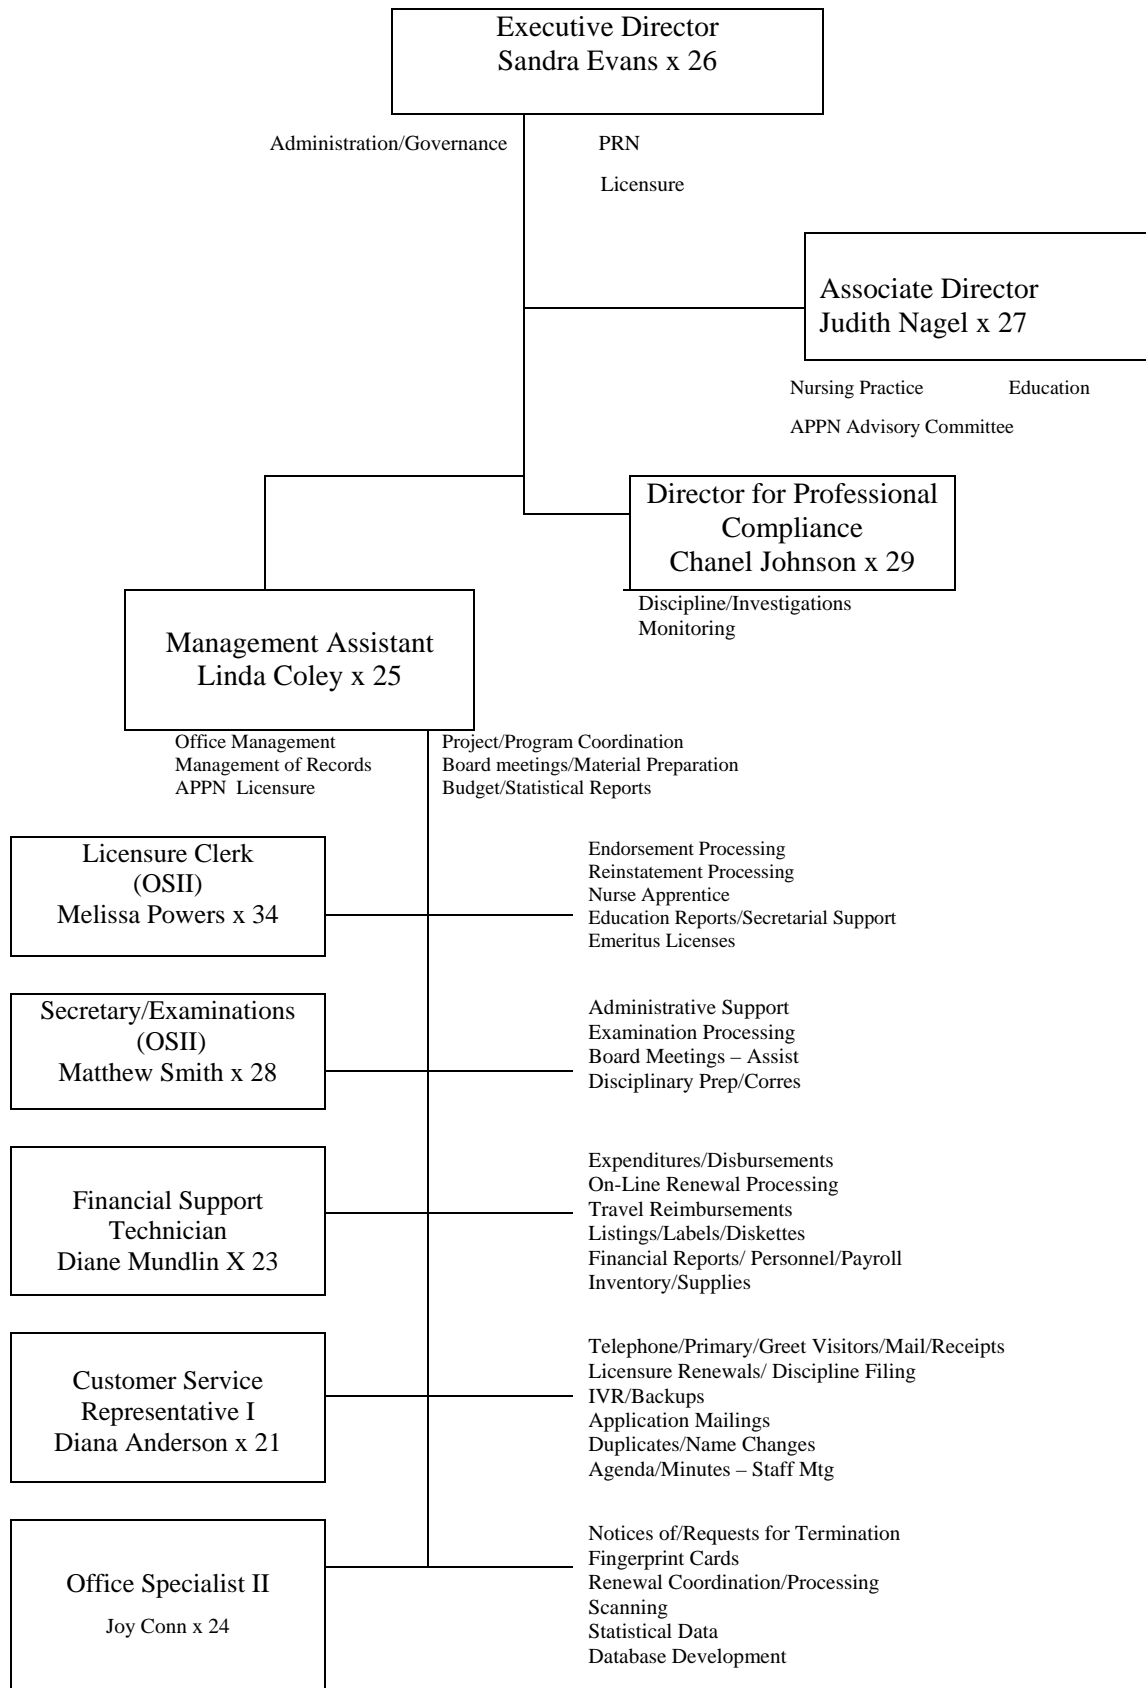 Executive Director
Sandra Evans x 26
Administration/Governance
PRN
Licensure
Associate Director
Judith Nagel x 27
Nursing Practice
Education
APPN Advisory Committee
Director for Professional
Compliance
Chanel Johnson x 29
Discipline/Investigations
Monitoring
Management Assistant
Linda Coley x 25
Office Management
Management of Records
APPN  Licensure
Project/Program Coordination
Board meetings/Material Preparation
Budget/Statistical Reports
Licensure Clerk
(OSII)
Melissa Powers x 34
Endorsement Processing
Reinstatement Processing
Nurse Apprentice
Education Reports/Secretarial Support
Emeritus Licenses
Secretary/Examinations
(OSII)
Matthew Smith x 28
Administrative Support
Examination Processing
Board Meetings – Assist
Disciplinary Prep/Corres
Financial Support
Technician
Diane Mundlin X 23
Expenditures/Disbursements
On-Line Renewal Processing
Travel Reimbursements
Listings/Labels/Diskettes
Financial Reports/ Personnel/Payroll
Inventory/Supplies
Customer Service
Representative I
Diana Anderson x 21
Telephone/Primary/Greet Visitors/Mail/Receipts
Licensure Renewals/ Discipline Filing
IVR/Backups
Application Mailings
Duplicates/Name Changes
Agenda/Minutes – Staff Mtg
Office Specialist II
Joy Conn x 24
Notices of/Requests for Termination
Fingerprint Cards
Renewal Coordination/Processing
Scanning
Statistical Data
Database Development